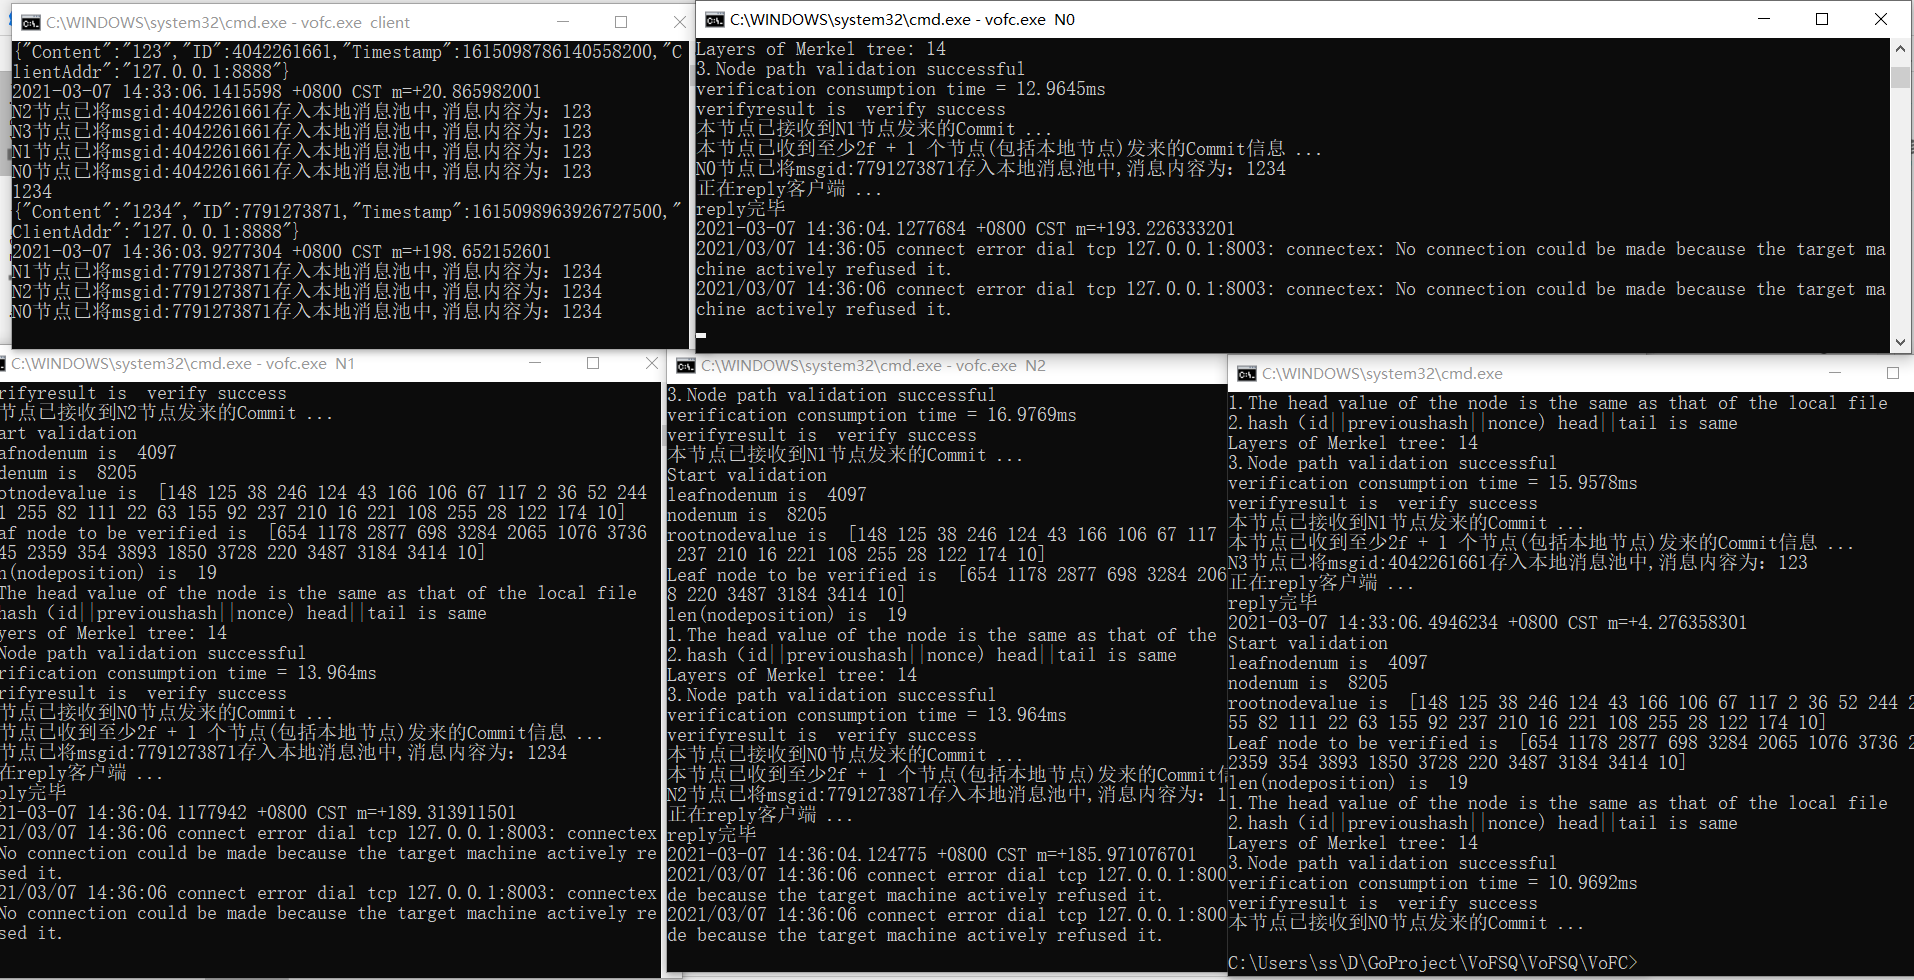 C:\WINDOWS\system32\cmd.exe - vofc.exe  client
{"Content":"123","ID":4042261661,"Timestamp":1615098786140558200,"C
lientAddr":"127.0.0.1:8888"}
2021-03-07 14:33:06.1415598 +0800 CST m=+20.865982001
N2节点已将msgid:4042261661存入本地消息池中,消息内容为：123
N3节点已将msgid:4042261661存入本地消息池中,消息内容为：123
N1节点已将msgid:4042261661存入本地消息池中,消息内容为：123
N0节点已将msgid:4042261661存入本地消息池中,消息内容为：123
1234
{"Content":"1234","ID":7791273871,"Timestamp":1615098963926727500,"
ClientAddr":"127.0.0.1:8888"}
2021-03-07 14:36:03.9277304 +0800 CST m=+198.652152601
N1节点已将msgid:7791273871存入本地消息池中,消息内容为：1234
N2节点已将msgid:7791273871存入本地消息池中,消息内容为：1234
N0节点已将msgid:7791273871存入本地消息池中,消息内容为：1234
C:\WINDOWS\system32\cmd.exe - vofc.exe  N0
Layers of Merkel tree: 14
3.Node path validation successful
verification consumption time = 12.9645ms
verifyresult is  verify success
本节点已接收到N1节点发来的Commit ...
本节点已收到至少2f + 1 个节点(包括本地节点)发来的Commit信息 ...
N0节点已将msgid:7791273871存入本地消息池中,消息内容为：1234
正在reply客户端 ...
reply完毕
2021-03-07 14:36:04.1277684 +0800 CST m=+193.226333201
2021/03/07 14:36:05 connect error dial tcp 127.0.0.1:8003: connectex: No connection could be made because the target ma
chine actively refused it.
2021/03/07 14:36:06 connect error dial tcp 127.0.0.1:8003: connectex: No connection could be made because the target ma
chine actively refused it.
C:\WINDOWS\system32\cmd.exe - vofc.exe  N1
rifyresult is  verify success
节点已接收到N2节点发来的Commit ...
art validation
afnodenum is  4097
denum is  8205
otnodevalue is  [148 125 38 246 124 43 166 106 67 117 2 36 52 244
1 255 82 111 22 63 155 92 237 210 16 221 108 255 28 122 174 10]
af node to be verified is  [654 1178 2877 698 3284 2065 1076 3736
45 2359 354 3893 1850 3728 220 3487 3184 3414 10]
n(nodeposition) is  19
The head value of the node is the same as that of the local file
hash (id||previoushash||nonce) head||tail is same
yers of Merkel tree: 14
Node path validation successful
rification consumption time = 13.964ms
rifyresult is  verify success
节点已接收到N0节点发来的Commit ...
节点已收到至少2f + 1 个节点(包括本地节点)发来的Commit信息 ...
节点已将msgid:7791273871存入本地消息池中,消息内容为：1234
在reply客户端 ...
ply完毕
21-03-07 14:36:04.1177942 +0800 CST m=+189.313911501
21/03/07 14:36:06 connect error dial tcp 127.0.0.1:8003: connectex
No connection could be made because the target machine actively re
sed it.
21/03/07 14:36:06 connect error dial tcp 127.0.0.1:8003: connectex
No connection could be made because the target machine actively re
sed it.
C:\WINDOWS\system32\cmd.exe - vofc.exe  N2
3.Node path validation successful
verification consumption time = 16.9769ms
verifyresult is  verify success
本节点已接收到N1节点发来的Commit ...
Start validation
leafnodenum is  4097
nodenum is  8205
rootnodevalue is  [148 125 38 246 124 43 166 106 67 117
237 210 16 221 108 255 28 122 174 10]
Leaf node to be verified is  [654 1178 2877 698 3284 206
8 220 3487 3184 3414 10]
len(nodeposition) is  19
1.The head value of the node is the same as that of the
2.hash (id||previoushash||nonce) head||tail is same
Layers of Merkel tree: 14
3.Node path validation successful
verification consumption time = 13.964ms
verifyresult is  verify success
本节点已接收到N0节点发来的Commit ...
本节点已收到至少2f + 1 个节点(包括本地节点)发来的Commit
N2节点已将msgid:7791273871存入本地消息池中,消息内容为：1
正在reply客户端 ...
reply完毕
2021-03-07 14:36:04.124775 +0800 CST m=+185.971076701
2021/03/07 14:36:06 connect error dial tcp 127.0.0.1:800
de because the target machine actively refused it.
2021/03/07 14:36:06 connect error dial tcp 127.0.0.1:800
de because the target machine actively refused it.
C:\WINDOWS\system32\cmd.exe
1.The head value of the node is the same as that of the local file
2.hash (id||previoushash||nonce) head||tail is same
Layers of Merkel tree: 14
3.Node path validation successful
verification consumption time = 15.9578ms
verifyresult is  verify success
本节点已接收到N1节点发来的Commit ...
本节点已收到至少2f + 1 个节点(包括本地节点)发来的Commit信息 ...
N3节点已将msgid:4042261661存入本地消息池中,消息内容为：123
正在reply客户端 ...
reply完毕
2021-03-07 14:33:06.4946234 +0800 CST m=+4.276358301
Start validation
leafnodenum is  4097
nodenum is  8205
rootnodevalue is  [148 125 38 246 124 43 166 106 67 117 2 36 52 244 2
55 82 111 22 63 155 92 237 210 16 221 108 255 28 122 174 10]
Leaf node to be verified is  [654 1178 2877 698 3284 2065 1076 3736 2
2359 354 3893 1850 3728 220 3487 3184 3414 10]
len(nodeposition) is  19
1.The head value of the node is the same as that of the local file
2.hash (id||previoushash||nonce) head||tail is same
Layers of Merkel tree: 14
3.Node path validation successful
verification consumption time = 10.9692ms
verifyresult is  verify success
本节点已接收到N0节点发来的Commit ...
C:\Users\ss\D\GoProject\VoFSQ\VoFSQ\VoFC>